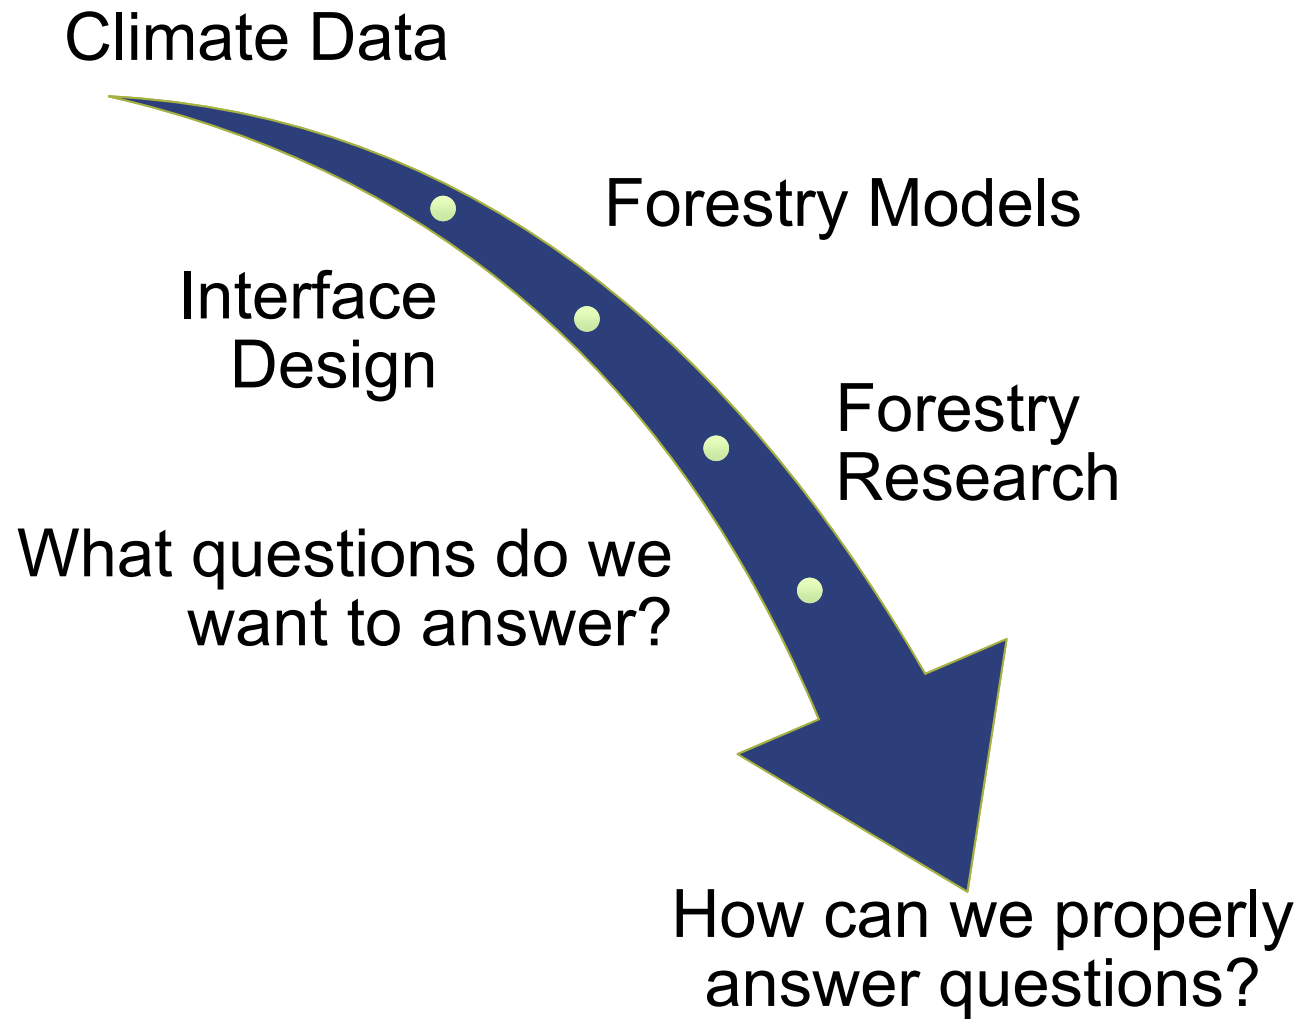 Climate Data
Forestry Models
Interface
Design
Forestry
Research
What questions do we
want to answer?
How can we properly
answer questions?